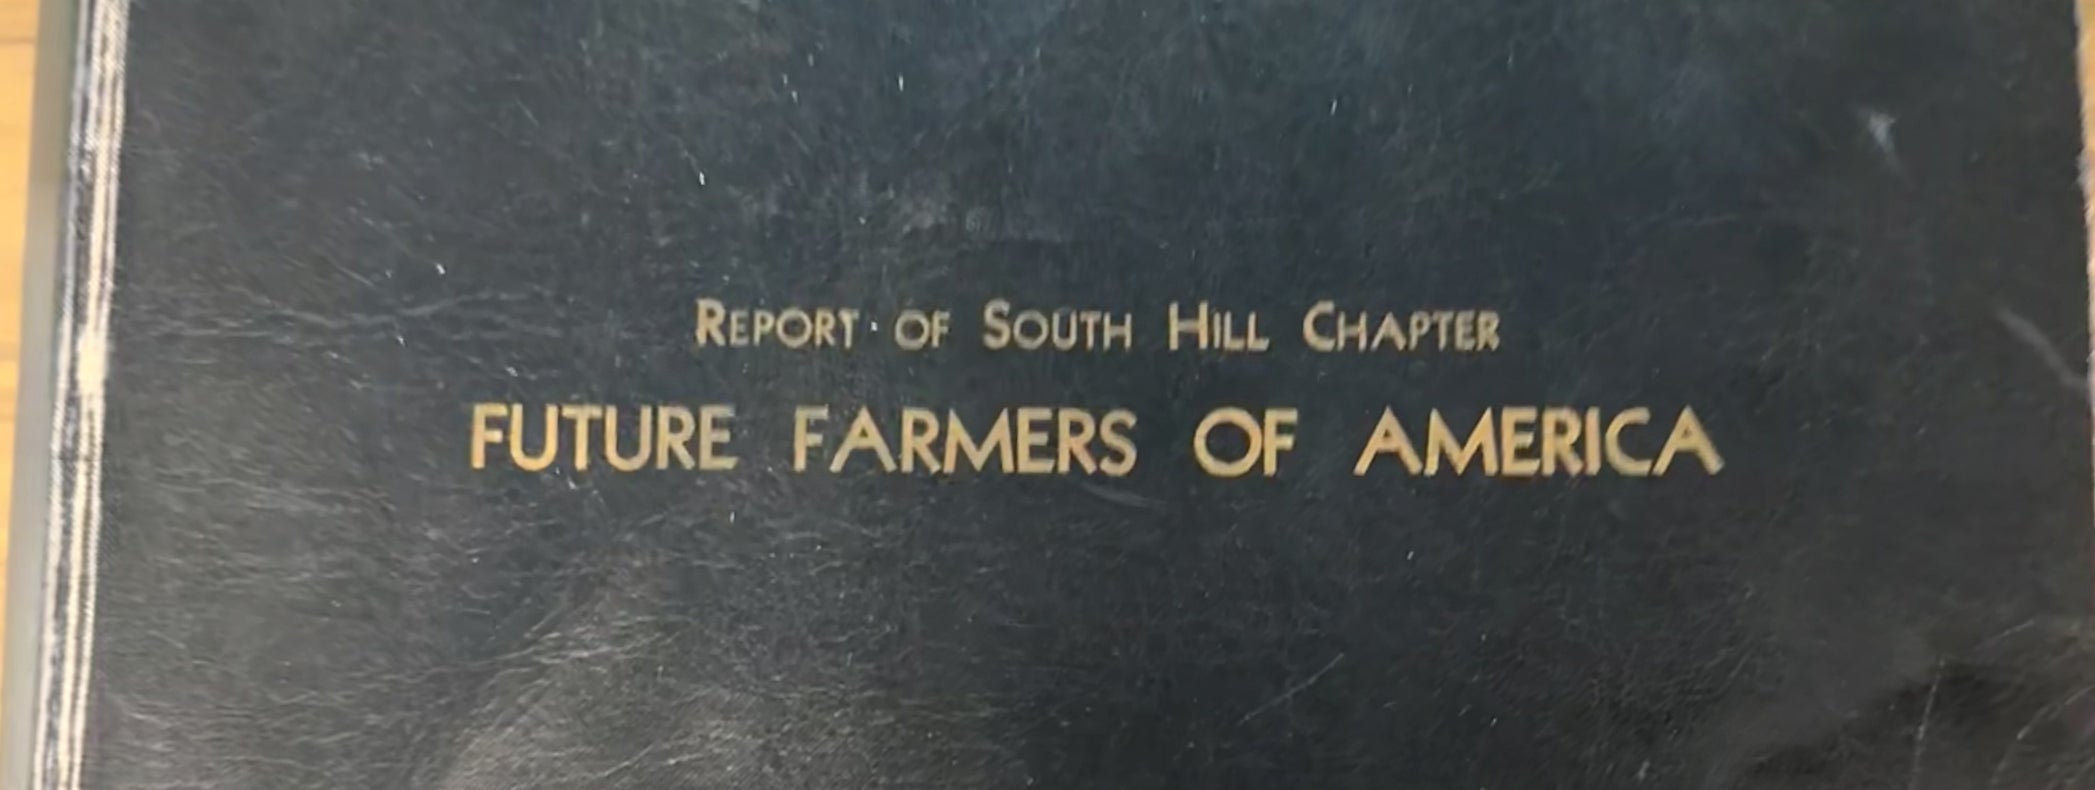 REPORT OF SOUTH HILL CHAPTER
FUTURE FARMERS OF AMERICA